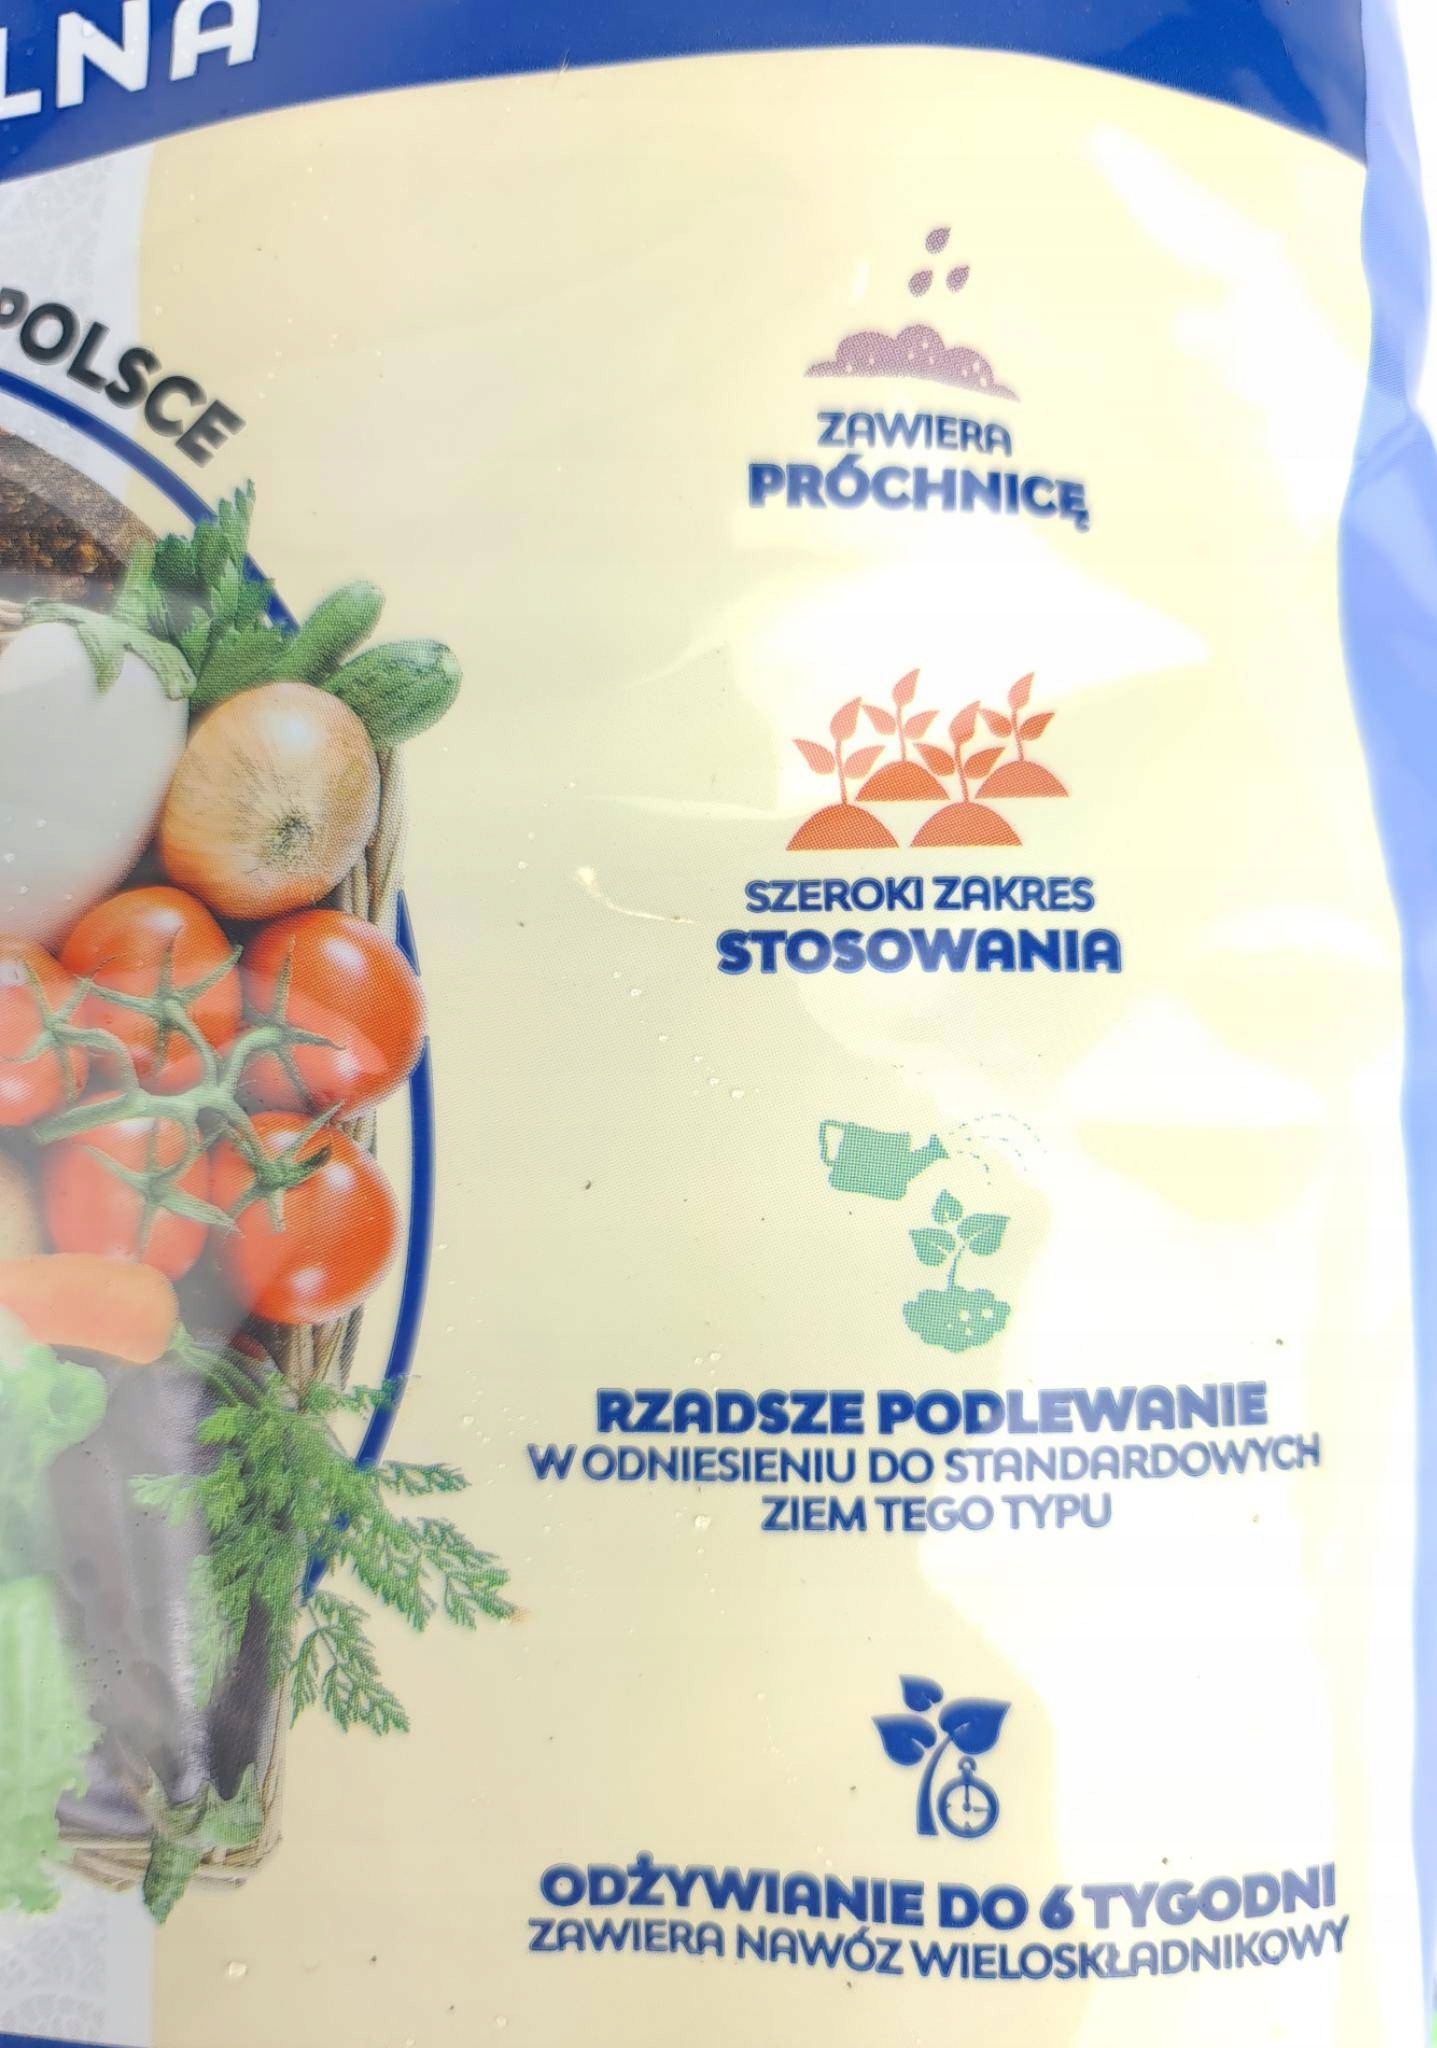 LNA
POLSCE
ZAWIERA
PRÓCHNICĘ
SZEROKI ZAKRES
STOSOWANIA
RZADSZE PODLEWANIE
W ODNIESIENIU DO STANDARDOWYCH
ZIEM TEGO TYPU
ODŻYWIANIE DO 6 TYGODNI
ZAWIERA NAWÓZ WIELOSKŁADNIKOWY